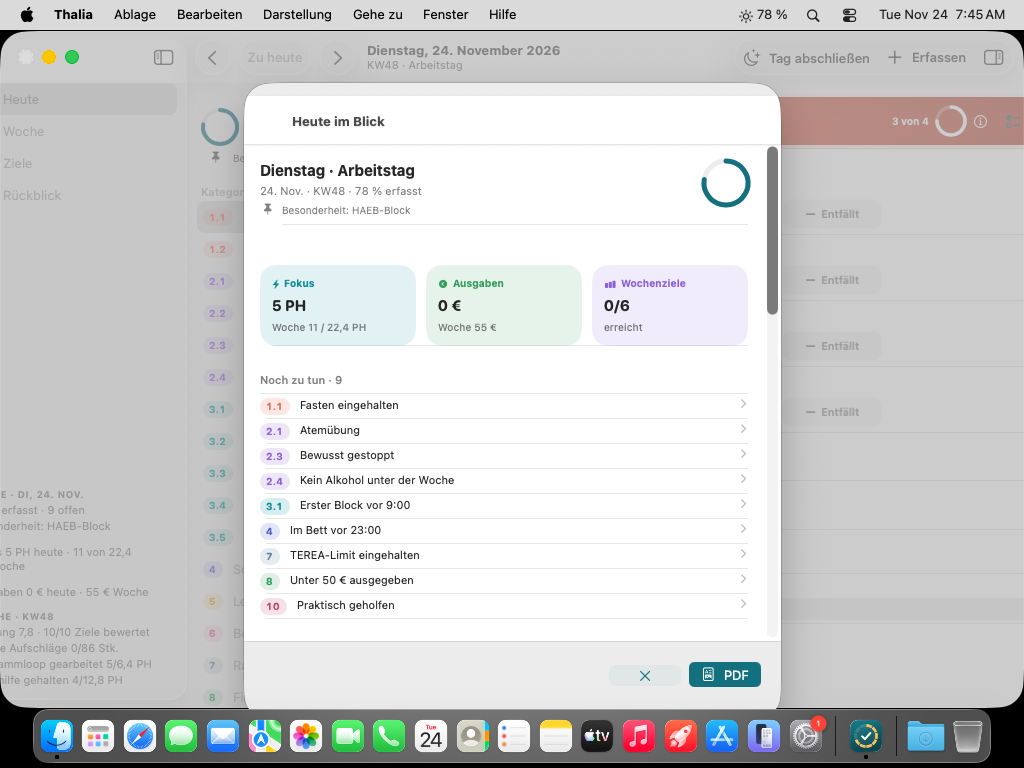 Thalia Ablage Bearbeiten Darstellung Gehe zu Fenster Hilfe 78 % Tue Nov 24 7:45 AM
Zu heute
Dienstag, 24. November 2026
KW48 · Arbeitstag
Tag abschließen
Erfassen
Heute
Woche
Ziele
Rückblick
E · DI, 24. NOV.
erfasst · 9 offen
nderheit: HAEB-Block
5 PH heute · 11 von 22,4
oche
aben 0 € heute · 55 € Woche
HE · KW48
ung 7,8 · 10/10 Ziele bewertet
e Aufschläge 0/86 Stk.
ammloop gearbeitet 5/6,4 PH
hilfe gehalten 4/12,8 PH
Be
Kategor
1.1
1.2
2.1
2.2
2.3
2.4
3.1
3.2
3.3
3.4
3.5
4
5
6
7
8
3 von 4
Entfällt
Entfällt
Entfällt
Entfällt
Heute im Blick
Dienstag · Arbeitstag
24. Nov. · KW48 · 78 % erfasst
Besonderheit: HAEB-Block
Fokus
5 PH
Woche 11 / 22,4 PH
Ausgaben
0 €
Woche 55 €
Wochenziele
0/6
erreicht
Noch zu tun · 9
1.1 Fasten eingehalten
2.1 Atemübung
2.3 Bewusst gestoppt
2.4 Kein Alkohol unter der Woche
3.1 Erster Block vor 9:00
4 Im Bett vor 23:00
7 TEREA-Limit eingehalten
8 Unter 50 € ausgegeben
10 Praktisch geholfen
PDF
Tue
24
tv
1